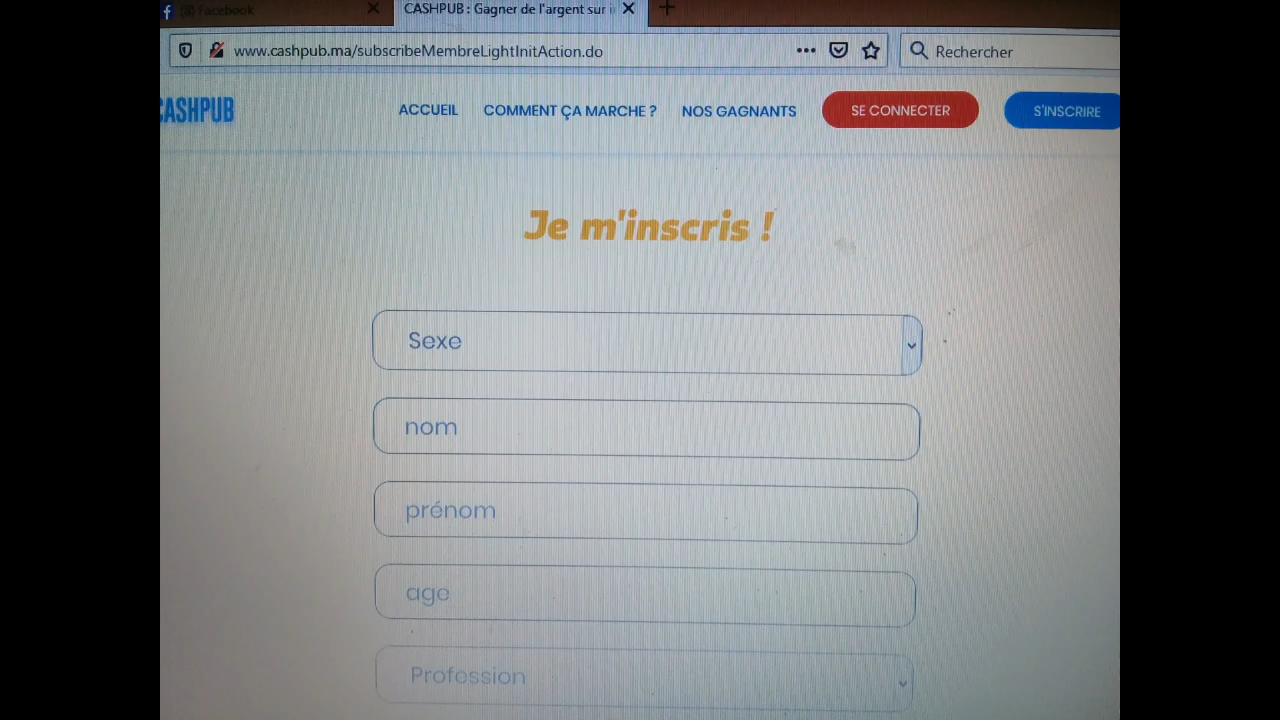 Facebook
CASHPUB : Gagner de l'argent sur i
www.cashpub.ma/subscribeMembreLightInitAction.do
Rechercher
CASHPUB
ACCUEIL
COMMENT ÇA MARCHE ?
NOS GAGNANTS
SE CONNECTER
S'INSCRIRE
Je m'inscris !
Sexe
nom
prénom
age
Profession